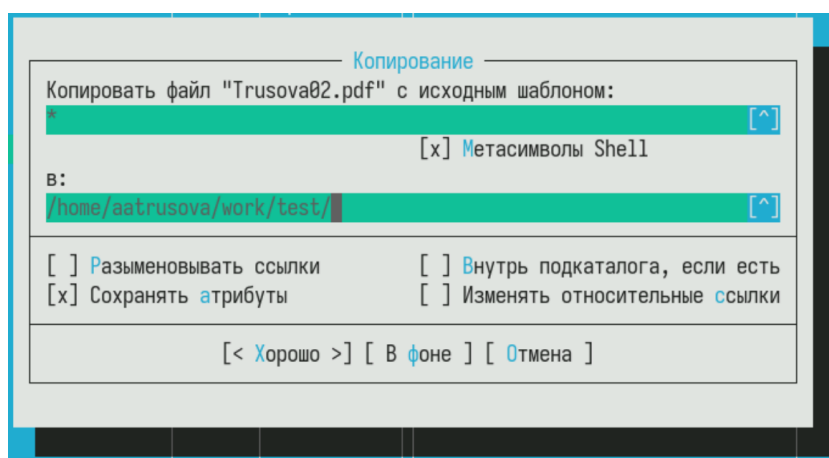 Копирование
Копировать файл "Trusova02.pdf" с исходным шаблоном:
* [^]
[x] Метасимволы Shell
в:
/home/aatrusova/work/test/ [^]
[ ] Разыменовывать ссылки [ ] Внутрь подкаталога, если есть
[x] Сохранять атрибуты [ ] Изменять относительные ссылки
[< Хорошо >] [ В фоне ] [ Отмена ]